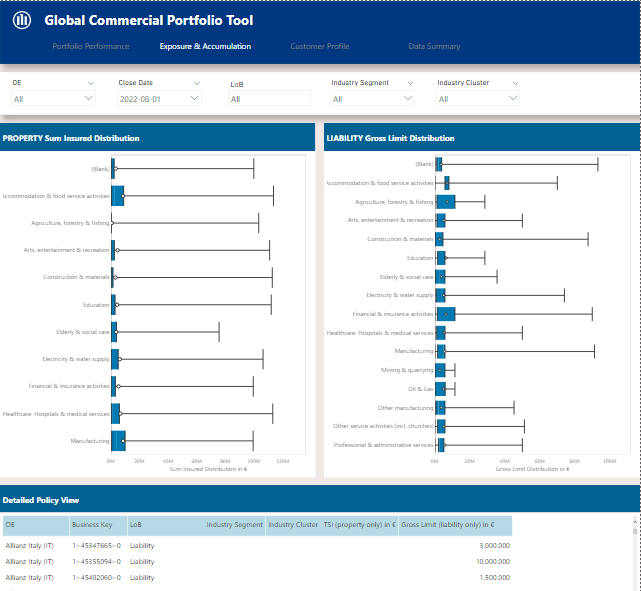 Global Commercial Portfolio Tool
Portfolio Performance Exposure & Accumulation Customer Profile Data Summary
OE Close Date LoB Industry Segment Industry Cluster
All 2022-08-01 All All All
PROPERTY Sum Insured Distribution
(Blank)
Accommodation & food service activities
Agriculture, forestry & fishing
Arts, entertainment & recreation
Construction & materials
Education
Elderly & social care
Electricity & water supply
Financial & insurance activities
Healthcare: Hospitals & medical services
Manufacturing
0M 20M 40M 60M 80M 100M 120M
Sum Insured Distribution in €
LIABILITY Gross Limit Distribution
(Blank)
Accommodation & food service activities
Agriculture, forestry & fishing
Arts, entertainment & recreation
Construction & materials
Education
Elderly & social care
Electricity & water supply
Financial & insurance activities
Healthcare: Hospitals & medical services
Manufacturing
Mining & quarrying
Oil & Gas
Other manufacturing
Other service activities (incl. churches)
Professional & administrative services
0M 20M 40M 60M 80M 100M
Gross Limit Distribution in €
Detailed Policy View
OE Business Key LoB Industry Segment Industry Cluster TSI (property only) in € Gross Limit (liability only) in €
Allianz Italy (IT) 1~45347665~0 Liability 3.000.000
Allianz Italy (IT) 1~45355094~0 Liability 10.000.000
Allianz Italy (IT) 1~45402060~0 Liability 1.500.000